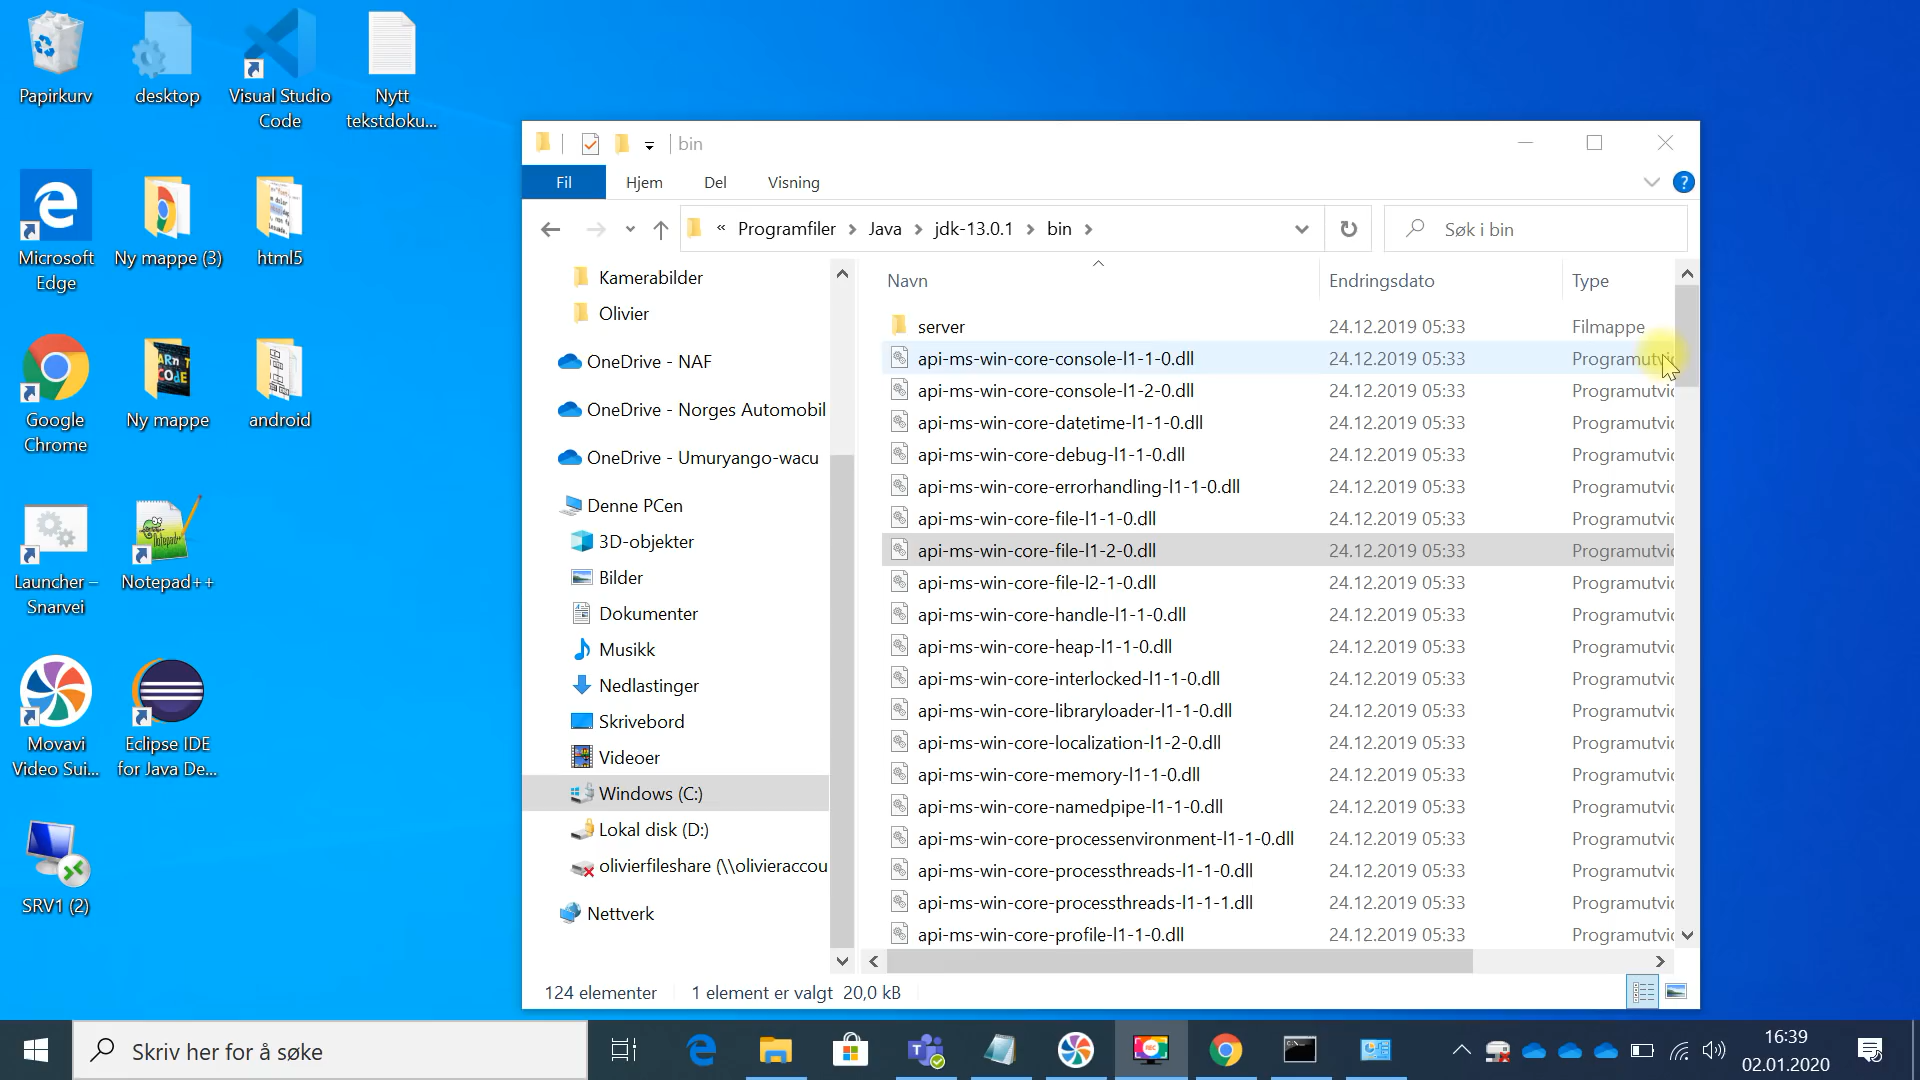 Papirkurv
desktop
Visual Studio
Code
Nytt
tekstdoku...
Microsoft
Edge
Ny mappe (3)
html5
Google
Chrome
Ny mappe
android
Launcher –
Snarvei
Notepad++
Movavi
Video Sui...
Eclipse IDE
for Java De...
SRV1 (2)
bin
Fil Hjem Del Visning
« Programfiler > Java > jdk-13.0.1 > bin >
Søk i bin
Kamerabilder
Olivier
OneDrive - NAF
OneDrive - Norges Automobil
OneDrive - Umuryango-wacu
Denne PCen
3D-objekter
Bilder
Dokumenter
Musikk
Nedlastinger
Skrivebord
Videoer
Windows (C:)
Lokal disk (D:)
olivierfileshare (\\olivieraccou
Nettverk
Navn Endringsdato Type
server 24.12.2019 05:33 Filmappe
api-ms-win-core-console-l1-1-0.dll 24.12.2019 05:33 Programutvic
api-ms-win-core-console-l1-2-0.dll 24.12.2019 05:33 Programutvic
api-ms-win-core-datetime-l1-1-0.dll 24.12.2019 05:33 Programutvic
api-ms-win-core-debug-l1-1-0.dll 24.12.2019 05:33 Programutvic
api-ms-win-core-errorhandling-l1-1-0.dll 24.12.2019 05:33 Programutvic
api-ms-win-core-file-l1-1-0.dll 24.12.2019 05:33 Programutvic
api-ms-win-core-file-l1-2-0.dll 24.12.2019 05:33 Programutvic
api-ms-win-core-file-l2-1-0.dll 24.12.2019 05:33 Programutvic
api-ms-win-core-handle-l1-1-0.dll 24.12.2019 05:33 Programutvic
api-ms-win-core-heap-l1-1-0.dll 24.12.2019 05:33 Programutvic
api-ms-win-core-interlocked-l1-1-0.dll 24.12.2019 05:33 Programutvic
api-ms-win-core-libraryloader-l1-1-0.dll 24.12.2019 05:33 Programutvic
api-ms-win-core-localization-l1-2-0.dll 24.12.2019 05:33 Programutvic
api-ms-win-core-memory-l1-1-0.dll 24.12.2019 05:33 Programutvic
api-ms-win-core-namedpipe-l1-1-0.dll 24.12.2019 05:33 Programutvic
api-ms-win-core-processenvironment-l1-1-0.dll 24.12.2019 05:33 Programutvic
api-ms-win-core-processthreads-l1-1-0.dll 24.12.2019 05:33 Programutvic
api-ms-win-core-processthreads-l1-1-1.dll 24.12.2019 05:33 Programutvic
api-ms-win-core-profile-l1-1-0.dll 24.12.2019 05:33 Programutvic
124 elementer 1 element er valgt 20,0 kB
Skriv her for å søke
16:39
02.01.2020